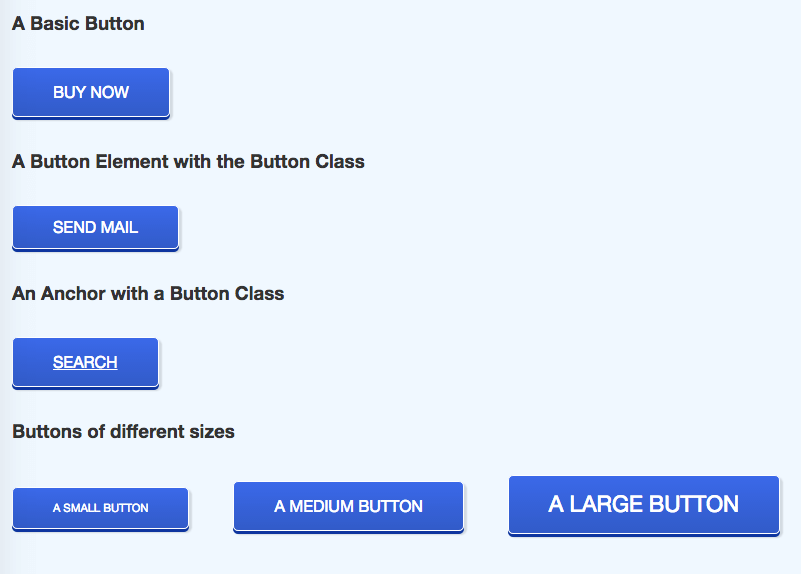 A Basic Button
BUY NOW
A Button Element with the Button Class
SEND MAIL
An Anchor with a Button Class
SEARCH
Buttons of different sizes
A SMALL BUTTON
A MEDIUM BUTTON
A LARGE BUTTON